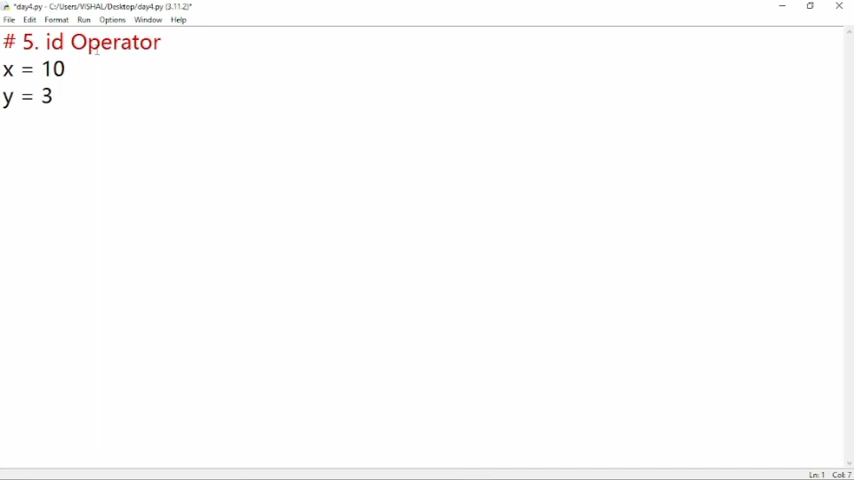 *day4.py - C:/Users/VISHAL/Desktop/day4.py (3.11.2)*
File Edit Format Run Options Window Help
# 5. id Operator
x = 10
y = 3
Ln: 1 Col: 7